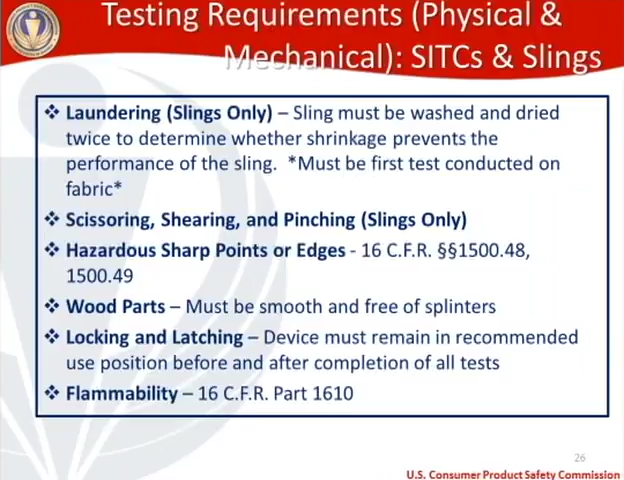 Testing Requirements (Physical &
Mechanical): SITCs & Slings
❖ Laundering (Slings Only) – Sling must be washed and dried
twice to determine whether shrinkage prevents the
performance of the sling. *Must be first test conducted on
fabric*
❖ Scissoring, Shearing, and Pinching (Slings Only)
❖ Hazardous Sharp Points or Edges - 16 C.F.R. §§1500.48,
1500.49
❖ Wood Parts – Must be smooth and free of splinters
❖ Locking and Latching – Device must remain in recommended
use position before and after completion of all tests
❖ Flammability – 16 C.F.R. Part 1610
26
U.S. Consumer Product Safety Commission